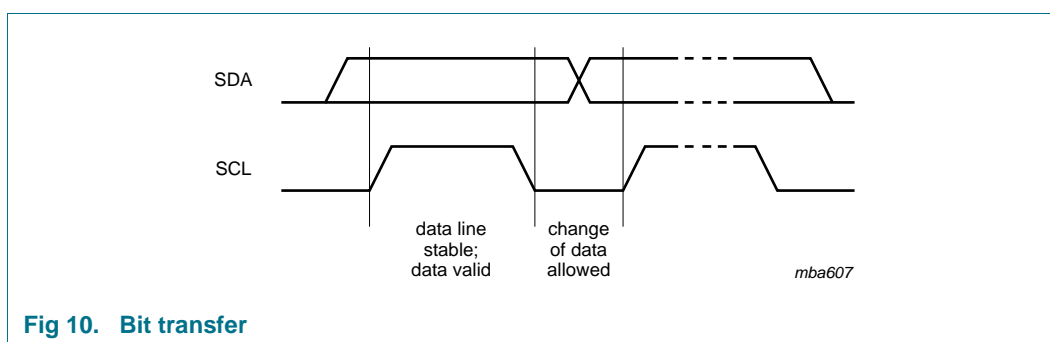 SDA
SCL
data line
stable;
data valid
change
of data
allowed
mba607
Fig 10. Bit transfer